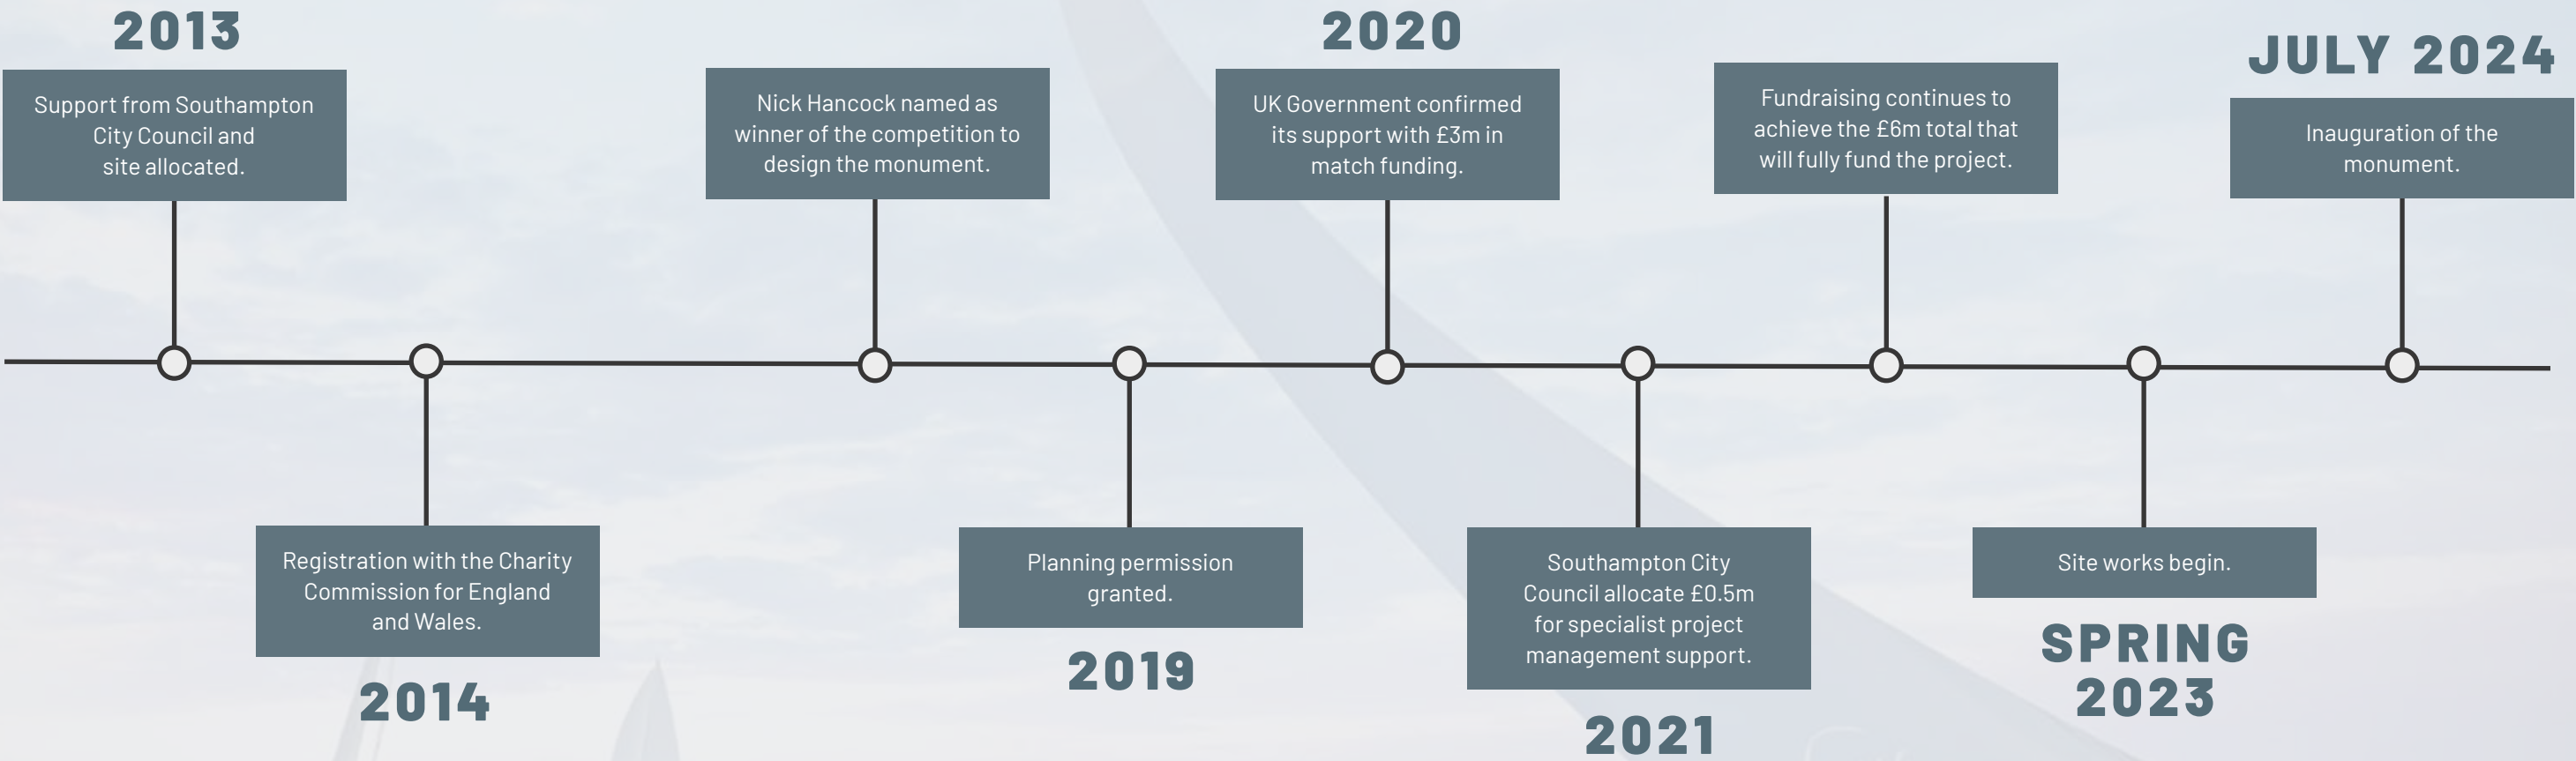 2013
Support from Southampton
City Council and
site allocated.
Registration with the Charity
Commission for England
and Wales.
2014
Nick Hancock named as
winner of the competition to
design the monument.
Planning permission
granted.
2019
2020
UK Government confirmed
its support with £3m in
match funding.
Southampton City
Council allocate £0.5m
for specialist project
management support.
2021
Fundraising continues to
achieve the £6m total that
will fully fund the project.
Site works begin.
SPRING
2023
JULY 2024
Inauguration of the
monument.